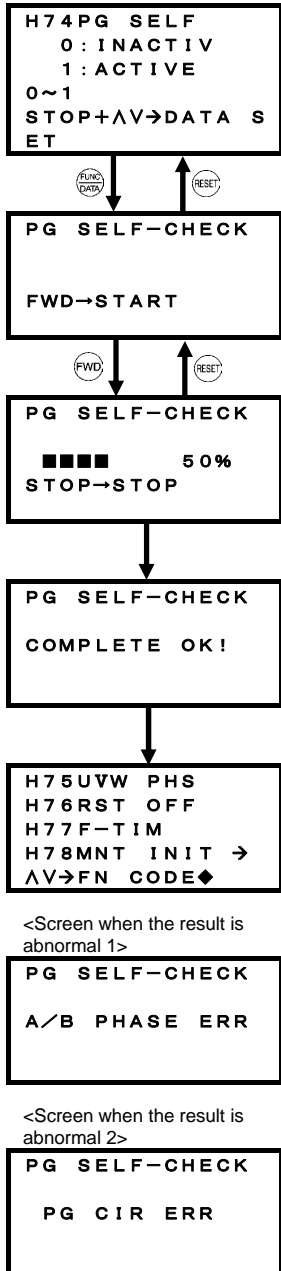 H74PG SELF
0:INACTIV
1:ACTIVE
0~1
STOP+∧∨→DATA S
ET
FUNC
DATA
RESET
PG SELF-CHECK
FWD→START
FWD
RESET
PG SELF-CHECK
■■■■ 50%
STOP→STOP
PG SELF-CHECK
COMPLETE OK!
H75UVW PHS
H76RST OFF
H77F-TIM
H78MNT INIT →
∧∨→FN CODE◆
<Screen when the result is
abnormal 1>
PG SELF-CHECK
A/B PHASE ERR
<Screen when the result is
abnormal 2>
PG SELF-CHECK
PG CIR ERR